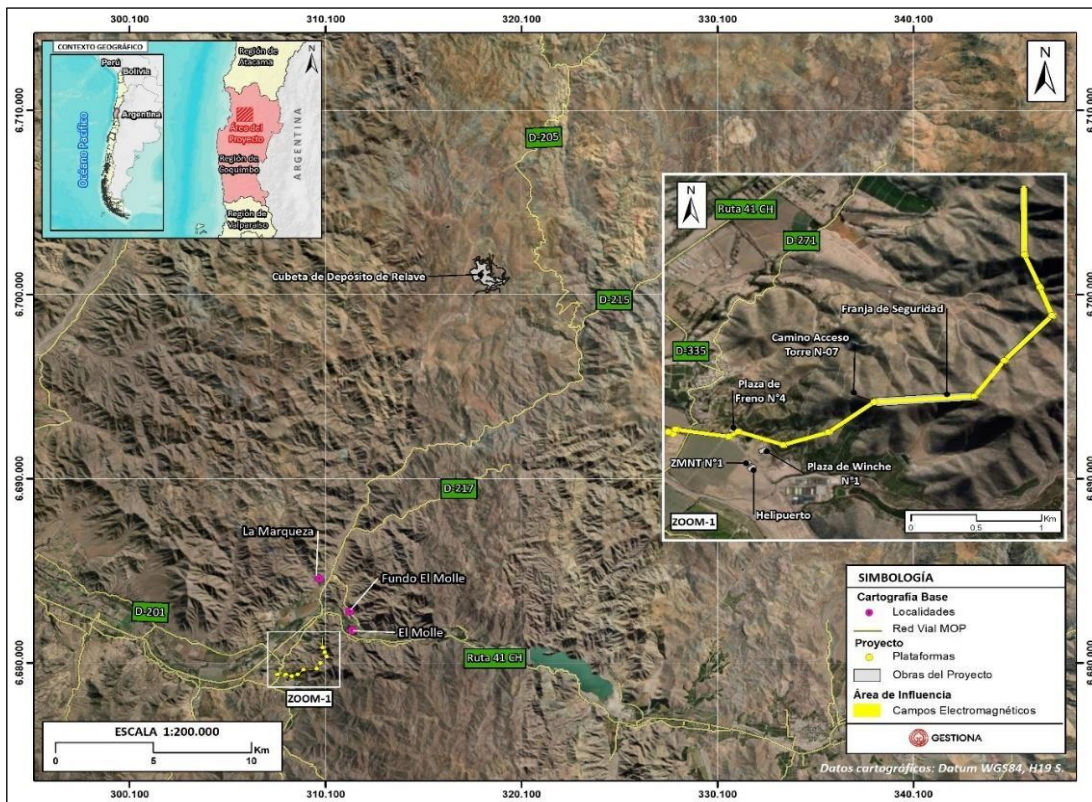 300.100
310.100
320.100
330.100
340.100
CONTEXTO GEOGRÁFICO
Perú
Bolivia
Argentina
Océano Pacífico
N
Región de
Atacama
Área del
Proyecto
Región de
Coquimbo
Región de
Valparaíso
ARGENTINA
N
6.710.000
6.710.000
D-205
Cubeta de Depósito de Relave
6.700.000
6.700.000
D-215
N
Ruta 41 CH
D-271
Franja de Seguridad
Camino Acceso
Torre N-07
D-335
Plaza de
Freno N°4
ZMNT N°1
Plaza de Winche
N°1
Helipuerto
ZOOM-1
0
0,5
1
Km
6.690.000
6.690.000
D-217
La Marqueza
Fundo El Molle
El Molle
D-201
Ruta 41 CH
6.680.000
6.680.000
ZOOM-1
SIMBOLOGÍA
Cartografía Base
Localidades
Red Vial MOP
Proyecto
Plataformas
Obras del Proyecto
Área de Influencia
Campos Electromagnéticos
GESTIONA
ESCALA 1:200.000
0
5
10
Km
Datos cartográficos: Datum WGS84, H19 S.
300.100
310.100
320.100
330.100
340.100